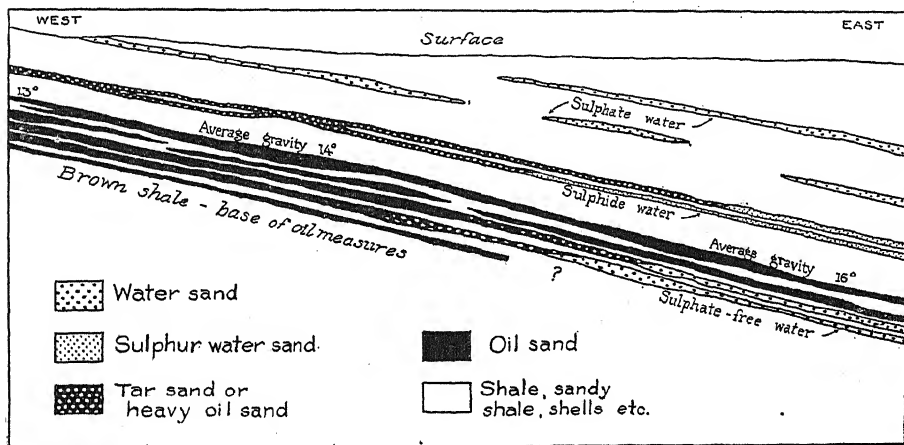 WEST
EAST
Surface
Sulphate water
13°
Average gravity 14°
Sulphide water
Average gravity 16°
Brown shale - base of oil measures
?
Sulphate-free water
Water sand
Sulphur water sand.
Tar sand or
heavy oil sand
Oil sand
Shale, sandy
shale, shells etc.